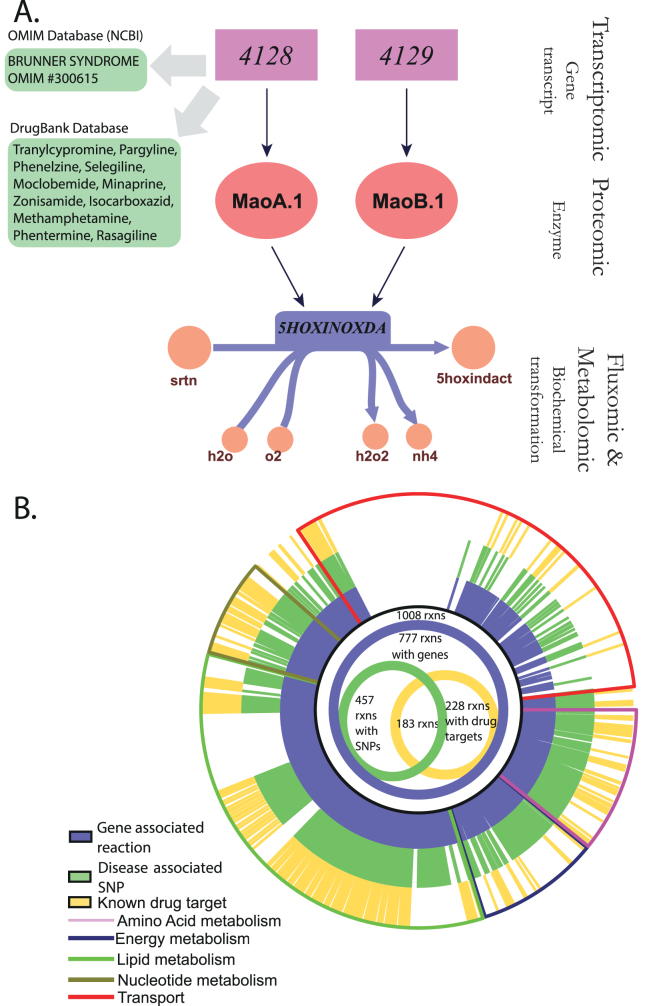 A.
OMIM Database (NCBI)
BRUNNER SYNDROME
OMIM #300615
DrugBank Database
Tranylcypromine, Pargyline,
Phenelzine, Selegiline,
Moclobemide, Minaprine,
Zonisamide, Isocarboxazid,
Methamphetamine,
Phentermine, Rasagiline
4128
4129
MaoA.1
MaoB.1
5HOXINOXDA
srtn
5hoxindact
h2o
o2
h2o2
nh4
Transcriptomic
Gene
transcript
Proteomic
Enzyme
Fluxomic &
Metabolomic
Biochemical
transformation
B.
1008 rxns
777 rxns
with genes
457
rxns
with
SNPs
183 rxns
228 rxns
with drug
targets
Gene associated
reaction
Disease associated
SNP
Known drug target
Amino Acid metabolism
Energy metabolism
Lipid metabolism
Nucleotide metabolism
Transport